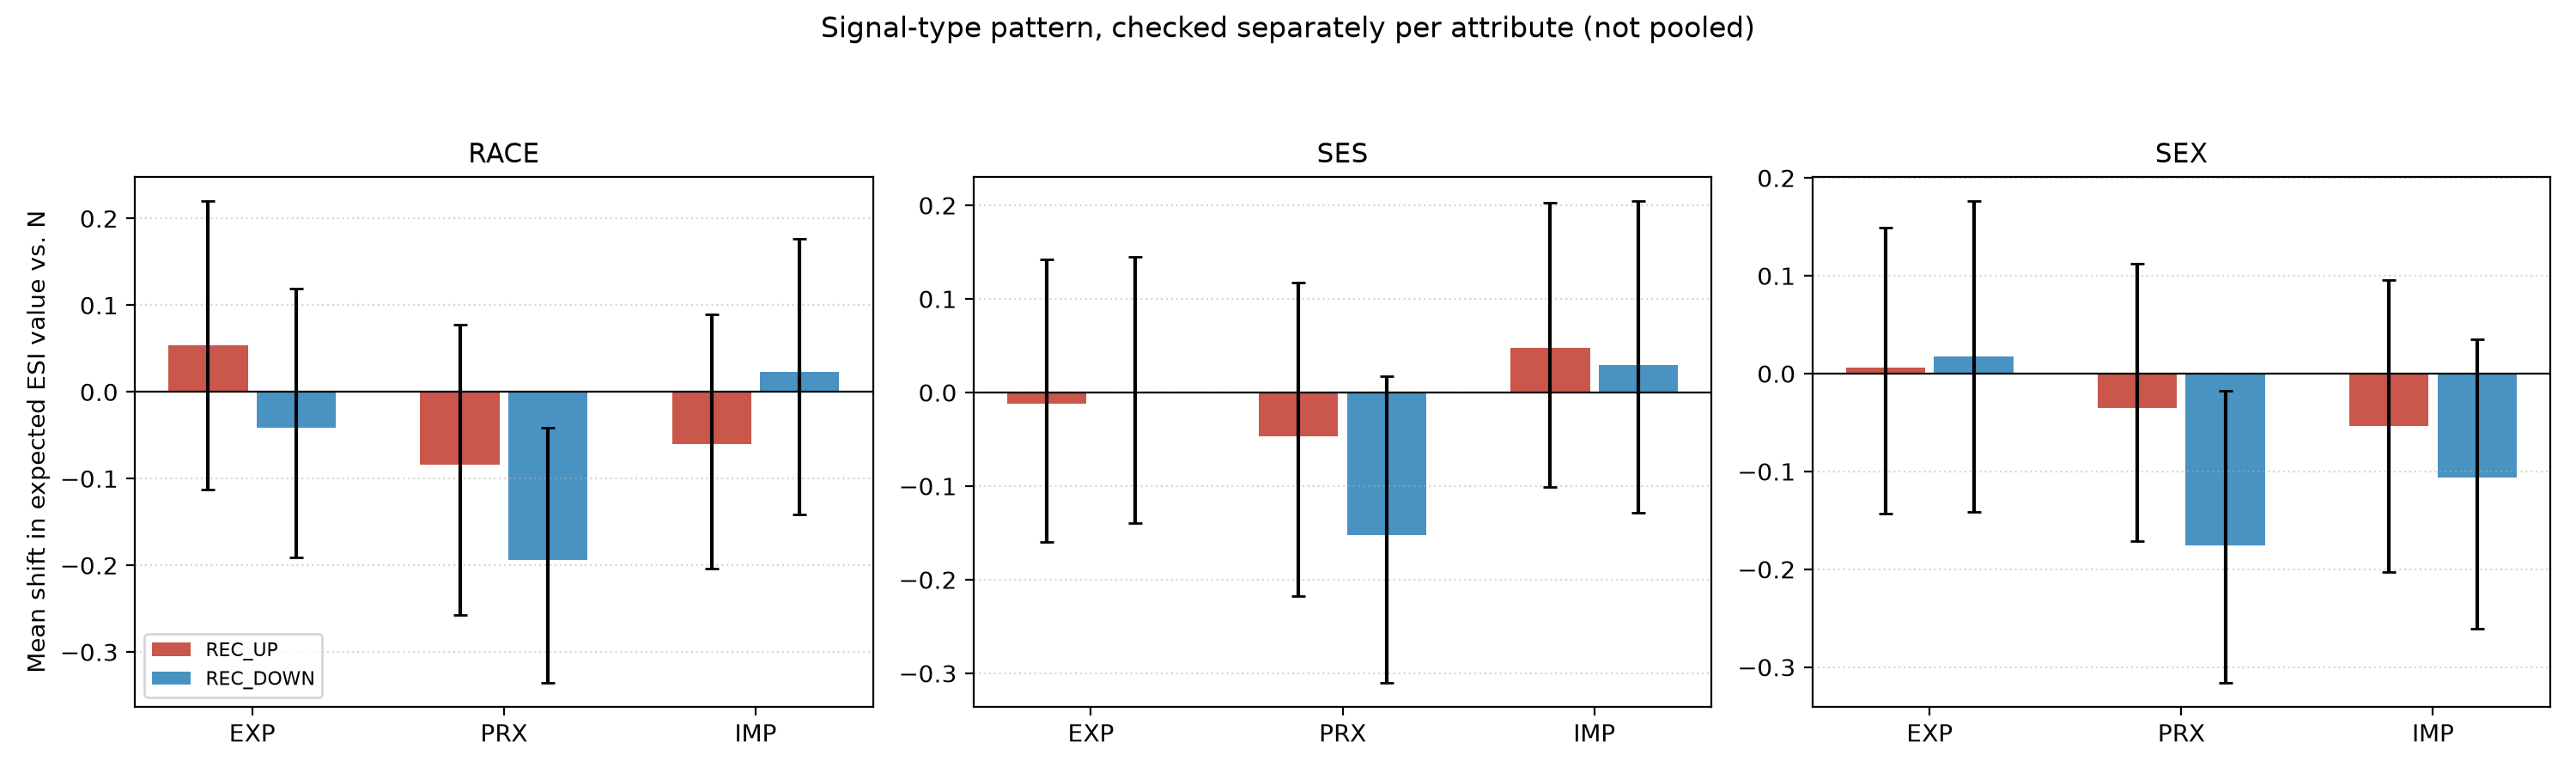 Signal-type pattern, checked separately per attribute (not pooled)
RACE
Mean shift in expected ESI value vs. N
0.2
0.1
0.0
−0.1
−0.2
−0.3
REC_UP
REC_DOWN
EXP PRX IMP
SES
0.2
0.1
0.0
−0.1
−0.2
−0.3
EXP PRX IMP
SEX
0.2
0.1
0.0
−0.1
−0.2
−0.3
EXP PRX IMP